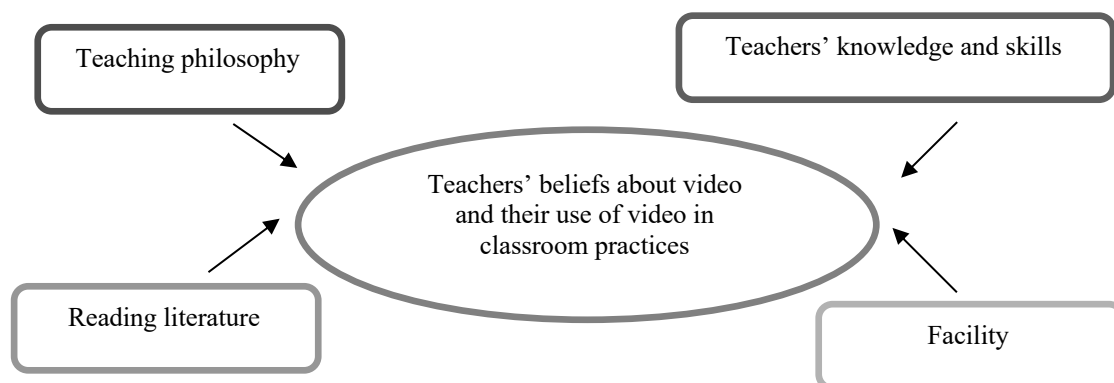 Teaching philosophy
Teachers’ knowledge and skills
Teachers’ beliefs about video
and their use of video in
classroom practices
Reading literature
Facility